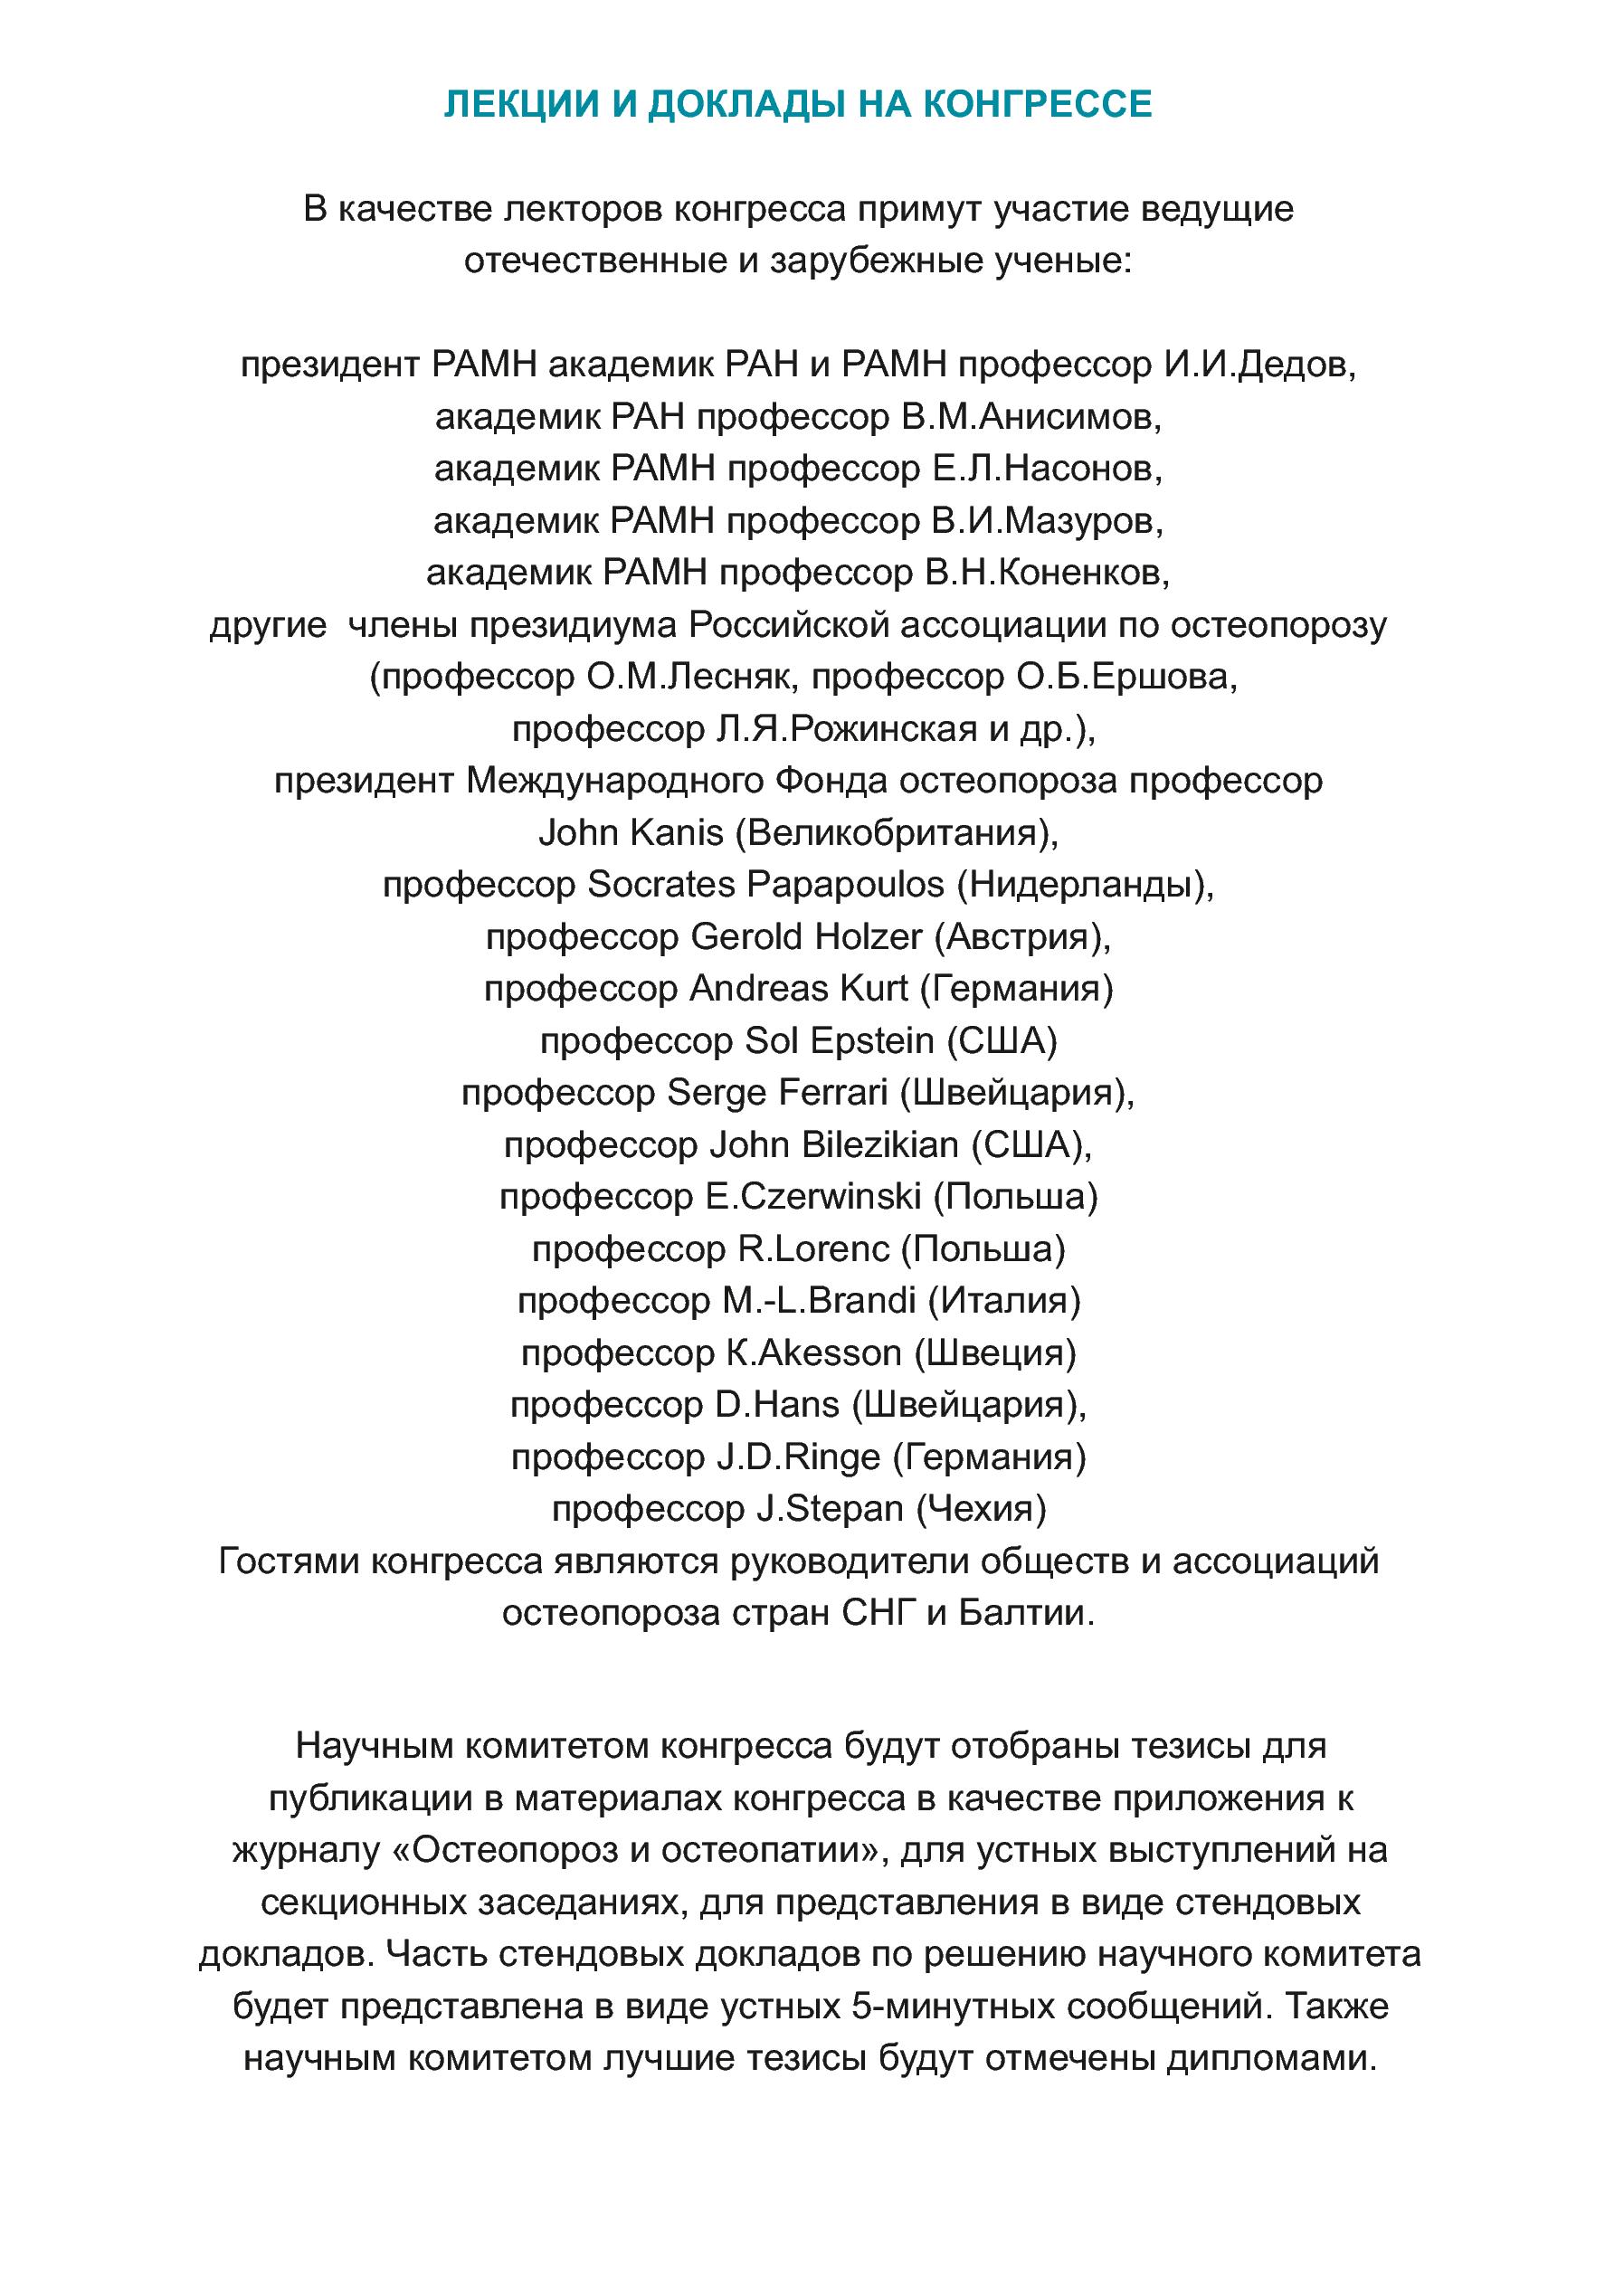 ЛЕКЦИИ И ДОКЛАДЫ НА КОНГРЕССЕ
В качестве лекторов конгресса примут участие ведущие
отечественные и зарубежные ученые:
президент РАМН академик РАН и РАМН профессор И.И.Дедов,
академик РАН профессор В.М.Анисимов,
академик РАМН профессор Е.Л.Насонов,
академик РАМН профессор В.И.Мазуров,
академик РАМН профессор В.Н.Коненков,
другие  члены президиума Российской ассоциации по остеопорозу
(профессор О.М.Лесняк, профессор О.Б.Ершова,
профессор Л.Я.Рожинская и др.),
президент Международного Фонда остеопороза профессор
John Kanis (Великобритания),
профессор Socrates Papapoulos (Нидерланды),
профессор Gerold Holzer (Австрия),
профессор Andreas Kurt (Германия)
профессор Sol Epstein (США)
профессор Serge Ferrari (Швейцария),
профессор John Bilezikian (США),
профессор E.Czerwinski (Польша)
профессор R.Lorenc (Польша)
профессор M.-L.Brandi (Италия)
профессор K.Akesson (Швеция)
профессор D.Hans (Швейцария),
профессор J.D.Ringe (Германия)
профессор J.Stepan (Чехия)
Гостями конгресса являются руководители обществ и ассоциаций
остеопороза стран СНГ и Балтии.
Научным комитетом конгресса будут отобраны тезисы для
публикации в материалах конгресса в качестве приложения к
журналу «Остеопороз и остеопатии», для устных выступлений на
секционных заседаниях, для представления в виде стендовых
докладов. Часть стендовых докладов по решению научного комитета
будет представлена в виде устных 5-минутных сообщений. Также
научным комитетом лучшие тезисы будут отмечены дипломами.